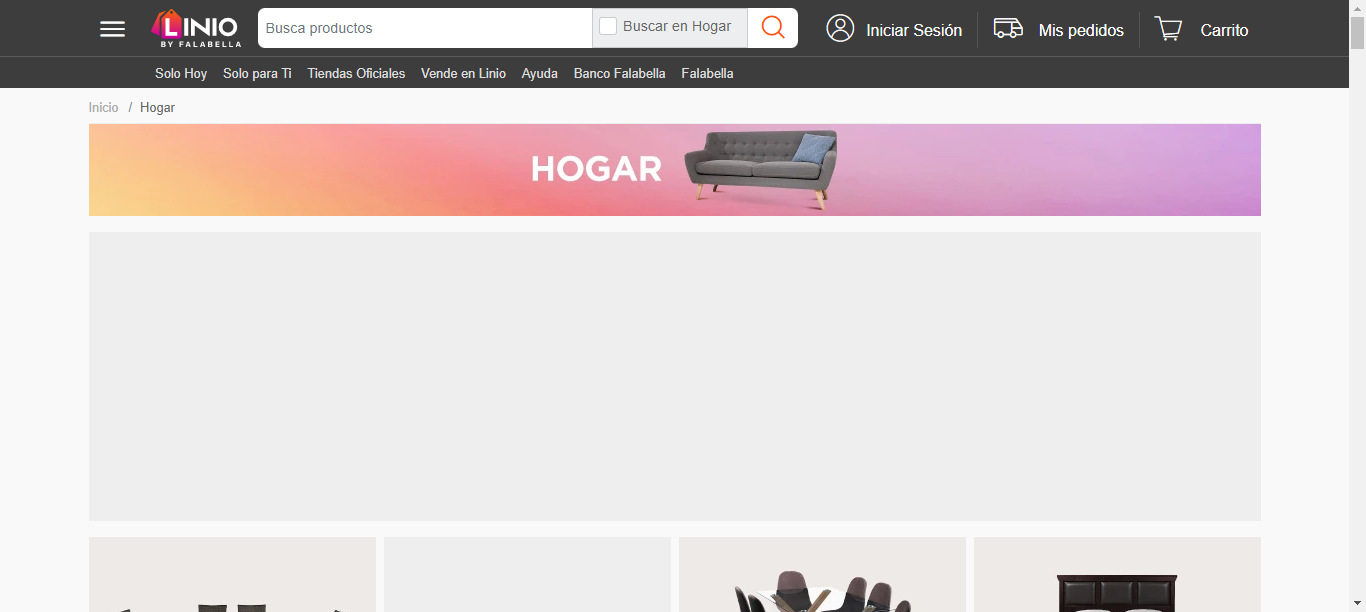 LINIO
BY FALABELLA
Busca productos
Buscar en Hogar
Iniciar Sesión
Mis pedidos
Carrito
Solo Hoy Solo para Ti Tiendas Oficiales Vende en Linio Ayuda Banco Falabella Falabella
Inicio / Hogar
HOGAR